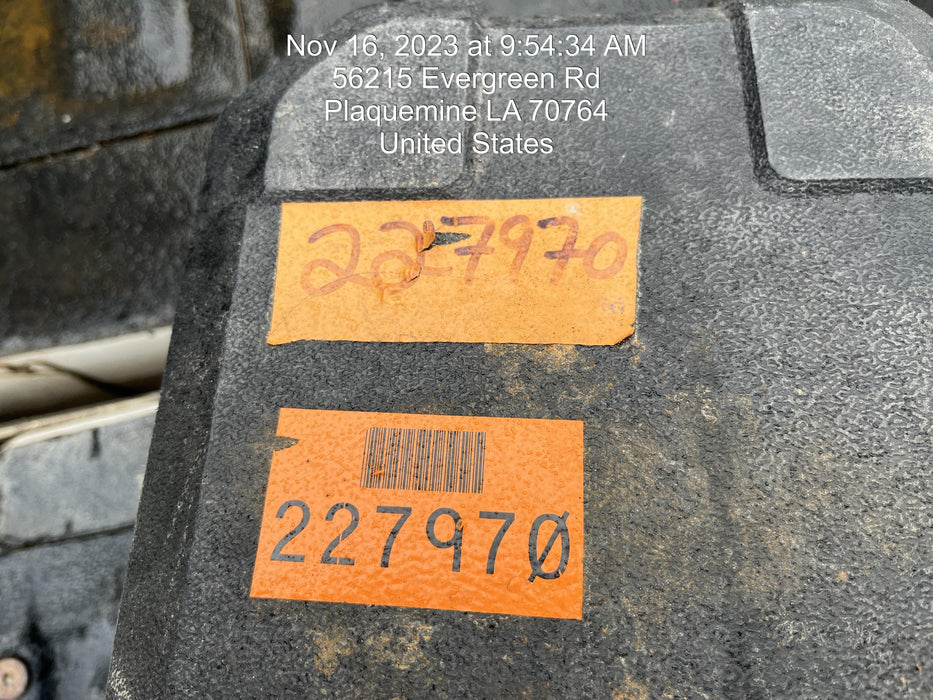 Nov 16, 2023 at 9:54:34 AM
56215 Evergreen Rd
Plaquemine LA 70764
United States
227970
227970